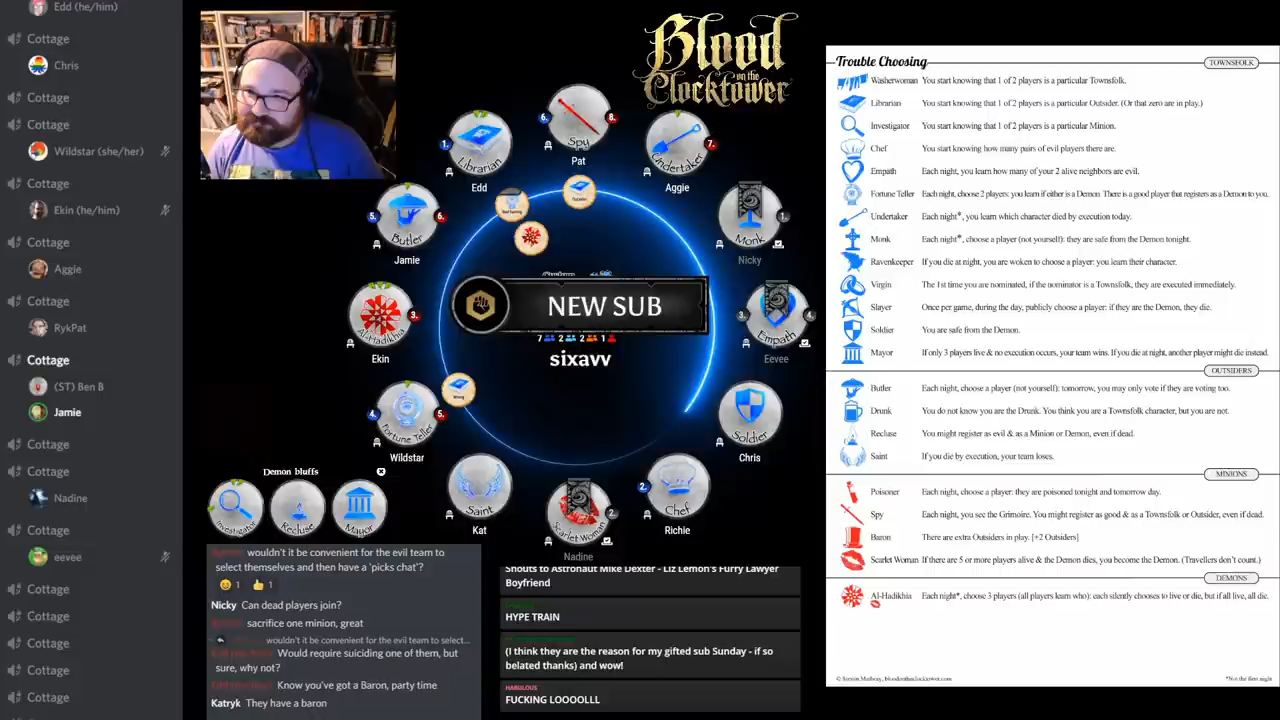 Edd (he/him)
Cottage
Chris
Cottage
Cottage
Wildstar (she/her)
Cottage
Ekin (he/him)
Cottage
Aggie
Cottage
RykPat
Cottage
(ST) Ben B
Jamie
Cottage
Cottage
Nadine
Cottage
eevee
Cottage
Cottage
Cottage
Cottage
Blood
on the
Clocktower
1.
Librarian
Edd
6.
Spy
8.
Pat
Undertaker
7.
Aggie
5.
Butler
6.
Jamie
Monk
1.
Nicky
Al-Hadikhia
3.
Ekin
3.
Empath
4.
Eevee
4.
Fortune Teller
5.
Wildstar
Wrong
Soldier
Chris
Saint
Kat
Scarlet Woman
2.
Nadine
2.
Chef
Richie
NEW SUB
7 2 2 1
sixavv
Demon bluffs
Investigator
Recluse
Mayor
wouldn't it be convenient for the evil team to
select themselves and then have a 'picks chat'?
1 1
Nicky Can dead players join?
sacrifice one minion, great
wouldn't it be convenient for the evil team to select...
Would require suiciding one of them, but
sure, why not?
Know you've got a Baron, party time
Katryk They have a baron
Shouts to Astronaut Mike Dexter - Liz Lemon's Furry Lawyer
Boyfriend
HYPE TRAIN
(I think they are the reason for my gifted sub Sunday - if so
belated thanks) and wow!
HABULOUS
FUCKING LOOOOLLL
Trouble Choosing
TOWNSFOLK
Washerwoman You start knowing that 1 of 2 players is a particular Townsfolk.
Librarian You start knowing that 1 of 2 players is a particular Outsider. (Or that zero are in play.)
Investigator You start knowing that 1 of 2 players is a particular Minion.
Chef You start knowing how many pairs of evil players there are.
Empath Each night, you learn how many of your 2 alive neighbors are evil.
Fortune Teller Each night, choose 2 players: you learn if either is a Demon. There is a good player that registers as a Demon to you.
Undertaker Each night*, you learn which character died by execution today.
Monk Each night*, choose a player (not yourself): they are safe from the Demon tonight.
Ravenkeeper If you die at night, you are woken to choose a player: you learn their character.
Virgin The 1st time you are nominated, if the nominator is a Townsfolk, they are executed immediately.
Slayer Once per game, during the day, publicly choose a player: if they are the Demon, they die.
Soldier You are safe from the Demon.
Mayor If only 3 players live & no execution occurs, your team wins. If you die at night, another player might die instead.
OUTSIDERS
Butler Each night, choose a player (not yourself): tomorrow, you may only vote if they are voting too.
Drunk You do not know you are the Drunk. You think you are a Townsfolk character, but you are not.
Recluse You might register as evil & as a Minion or Demon, even if dead.
Saint If you die by execution, your team loses.
MINIONS
Poisoner Each night, choose a player: they are poisoned tonight and tomorrow day.
Spy Each night, you see the Grimoire. You might register as good & as a Townsfolk or Outsider, even if dead.
Baron There are extra Outsiders in play. [+2 Outsiders]
Scarlet Woman If there are 5 or more players alive & the Demon dies, you become the Demon. (Travellers don't count.)
DEMONS
Al-Hadikhia Each night*, choose 3 players (all players learn who): each silently chooses to live or die, but if all live, all die.
© Steven Medway, bloodontheclocktower.com
*Not the first night